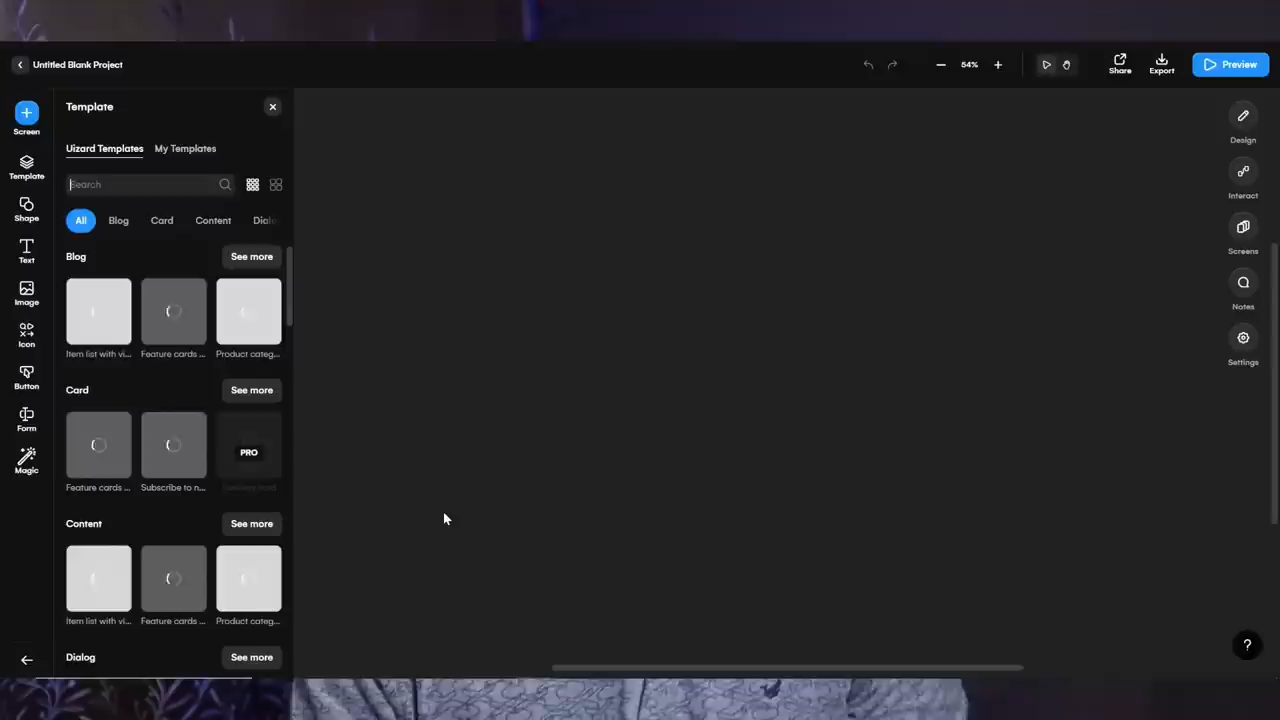 Untitled Blank Project
54%
Share
Export
Preview
Screen
Template
Shape
Text
Image
Icon
Button
Form
Magic
Template
Uizard Templates
My Templates
Search
All
Blog
Card
Content
Blog
See more
Item list with vi...
Feature cards ...
Product categ...
Card
See more
PRO
Feature cards ...
Subscribe to n...
Content
See more
Item list with vi...
Feature cards ...
Product categ...
Dialog
See more
Design
Interact
Screens
Notes
Settings
?